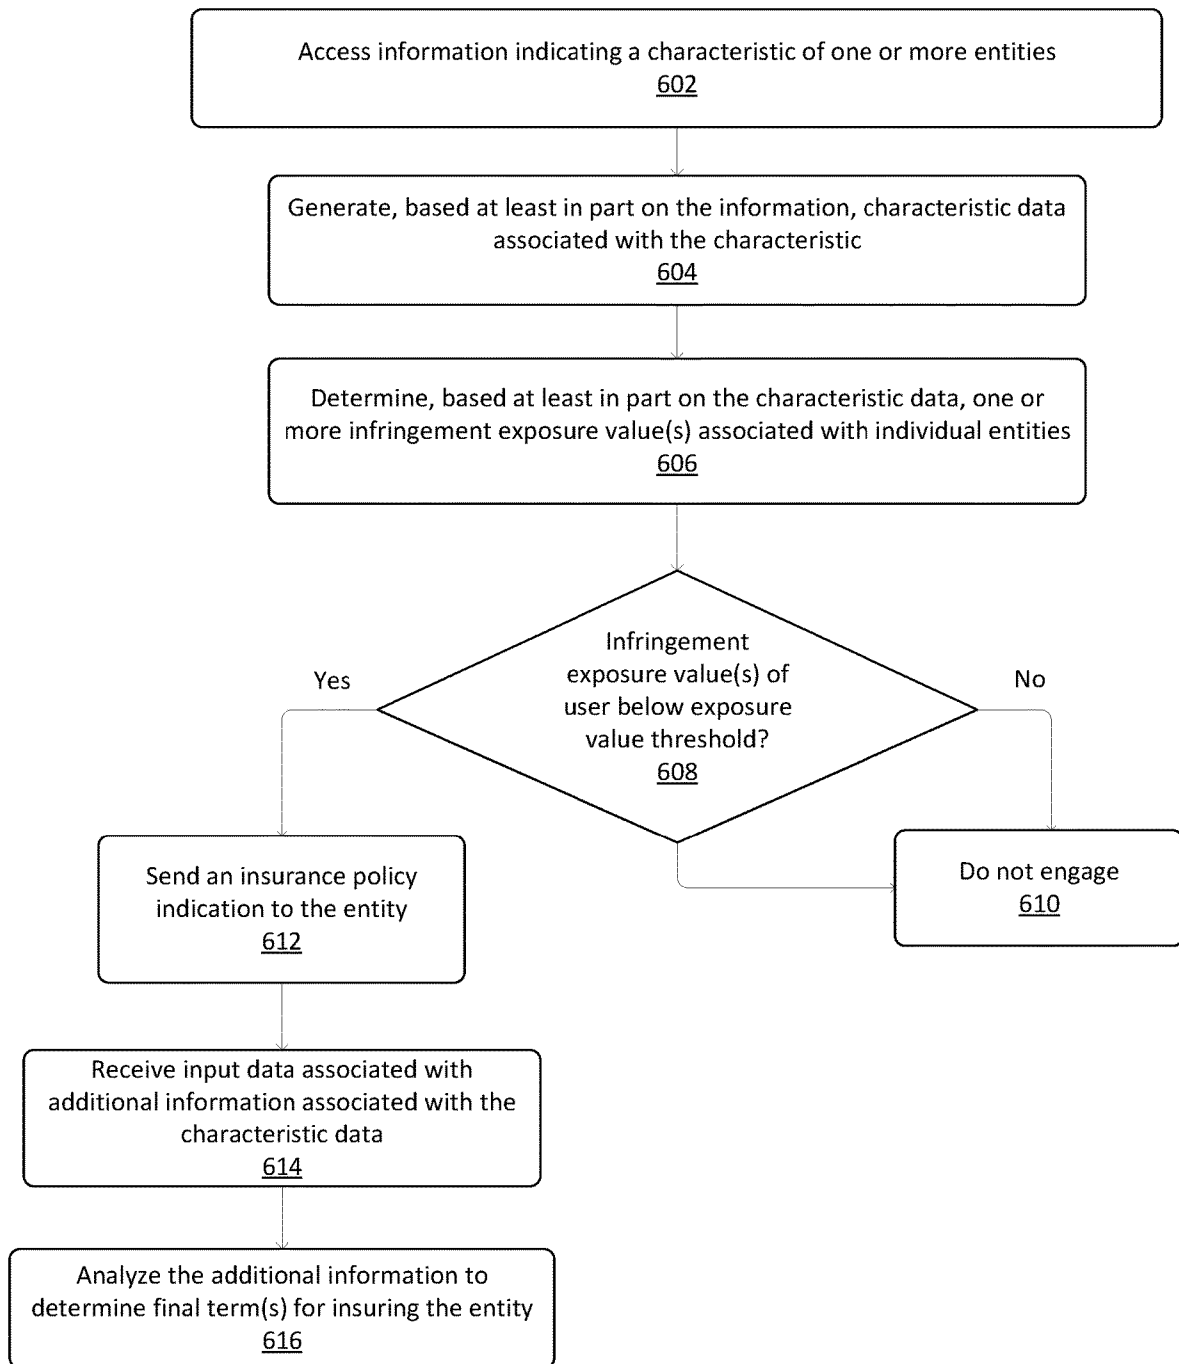 Access information indicating a characteristic of one or more entities
602
Generate, based at least in part on the information, characteristic data
associated with the characteristic
604
Determine, based at least in part on the characteristic data, one or
more infringement exposure value(s) associated with individual entities
606
Infringement
exposure value(s) of
user below exposure
value threshold?
608
Yes
No
Do not engage
610
Send an insurance policy
indication to the entity
612
Receive input data associated with
additional information associated with the
characteristic data
614
Analyze the additional information to
determine final term(s) for insuring the entity
616